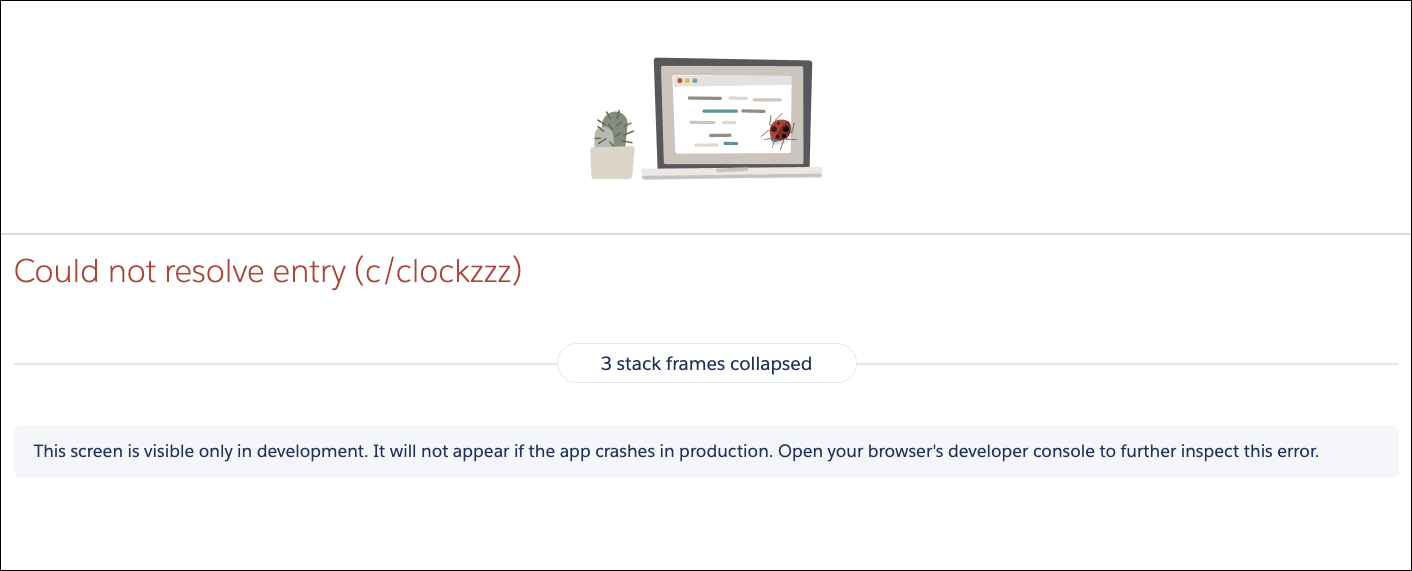 Could not resolve entry (c/clockzzz)
3 stack frames collapsed
This screen is visible only in development. It will not appear if the app crashes in production. Open your browser's developer console to further inspect this error.